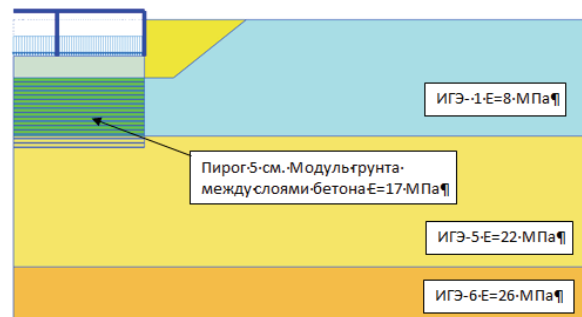 ИГЭ-·1·Е=8·МПа¶
Пирог·5·см.·Модуль·грунта·
между·слоями·бетона·Е=17·МПа¶
ИГЭ-5·Е=22·МПа¶
ИГЭ-6·Е=26·МПа¶